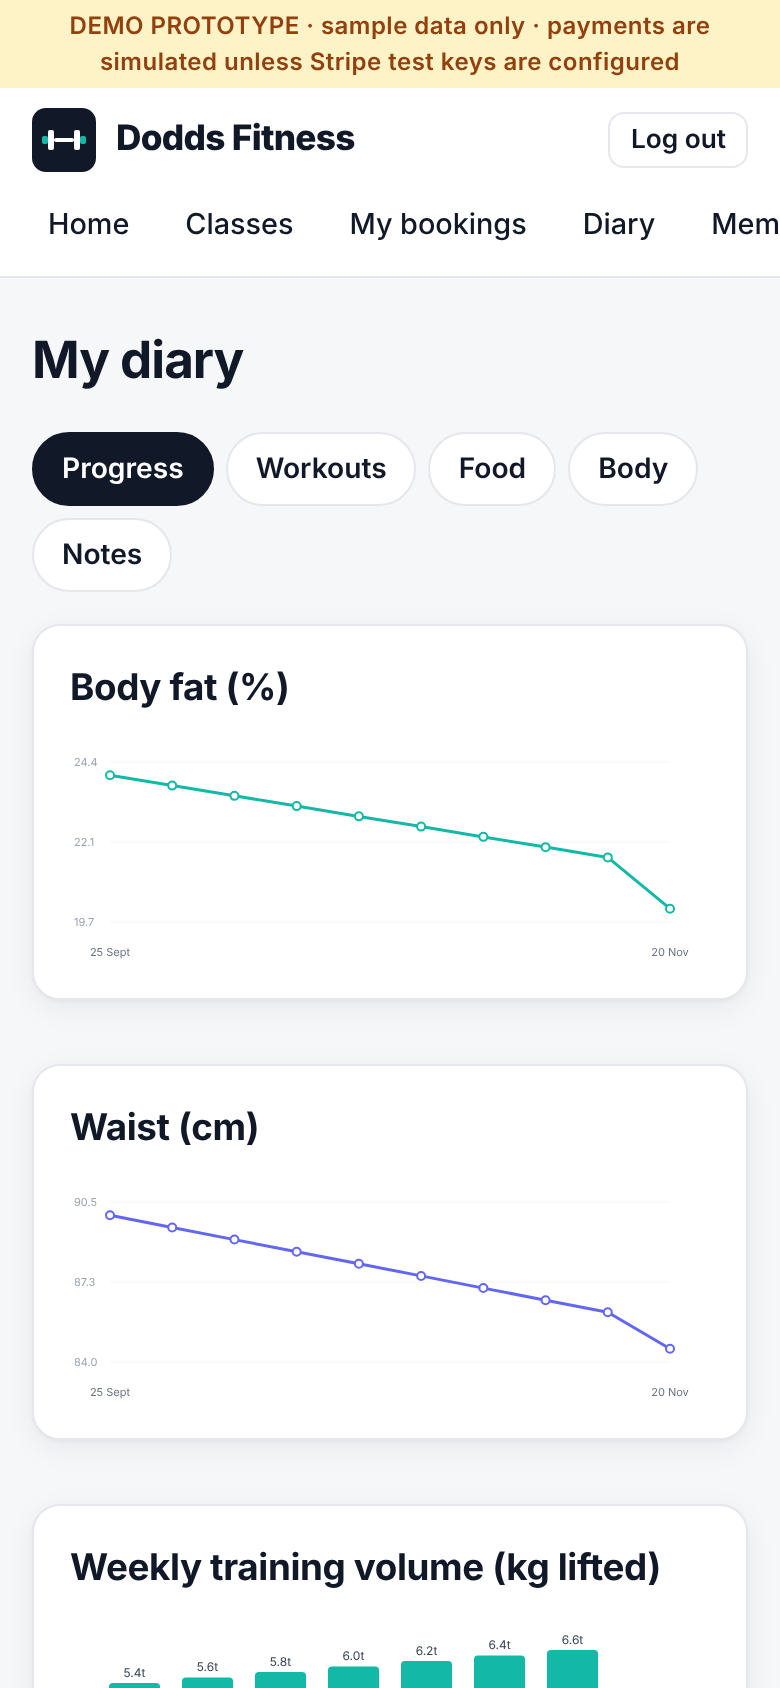 DEMO PROTOTYPE · sample data only · payments are
simulated unless Stripe test keys are configured
Dodds Fitness
Log out
Home Classes My bookings Diary Mem
My diary
Progress Workouts Food Body
Notes
Body fat (%)
24.4
22.1
19.7
25 Sept 20 Nov
Waist (cm)
90.5
87.3
84.0
25 Sept 20 Nov
Weekly training volume (kg lifted)
5.4t 5.6t 5.8t 6.0t 6.2t 6.4t 6.6t